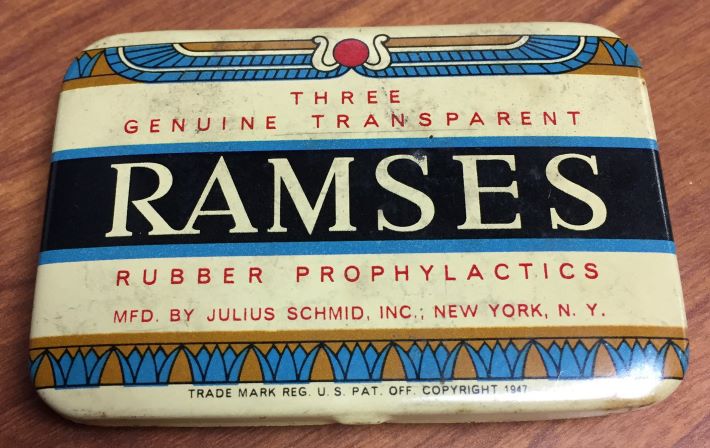 THREE
GENUINE TRANSPARENT
RAMSES
RUBBER PROPHYLACTICS
MFD. BY JULIUS SCHMID, INC., NEW YORK, N. Y.
TRADE MARK REG. U. S. PAT. OFF. COPYRIGHT 1947